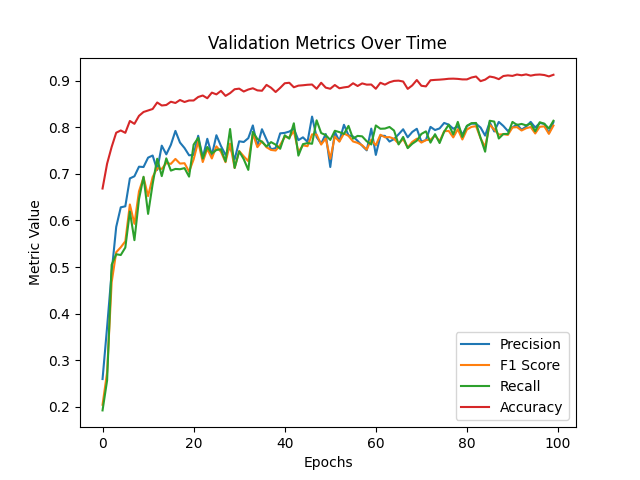 Validation Metrics Over Time
0.9
0.8
0.7
0.6
0.5
0.4
0.3
0.2
Metric Value
0 20 40 60 80 100
Epochs
Precision
F1 Score
Recall
Accuracy